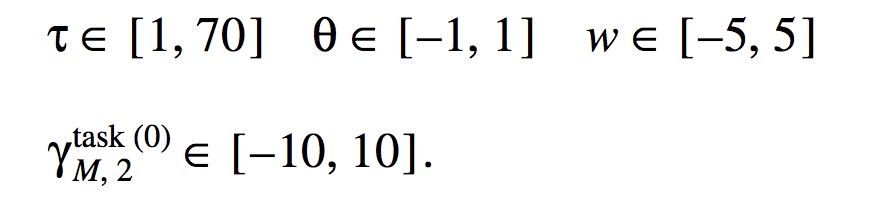 τ ∈ [1, 70] θ ∈ [–1, 1] w ∈ [–5, 5]
γ_{M, 2}^{task (0)} ∈ [–10, 10].